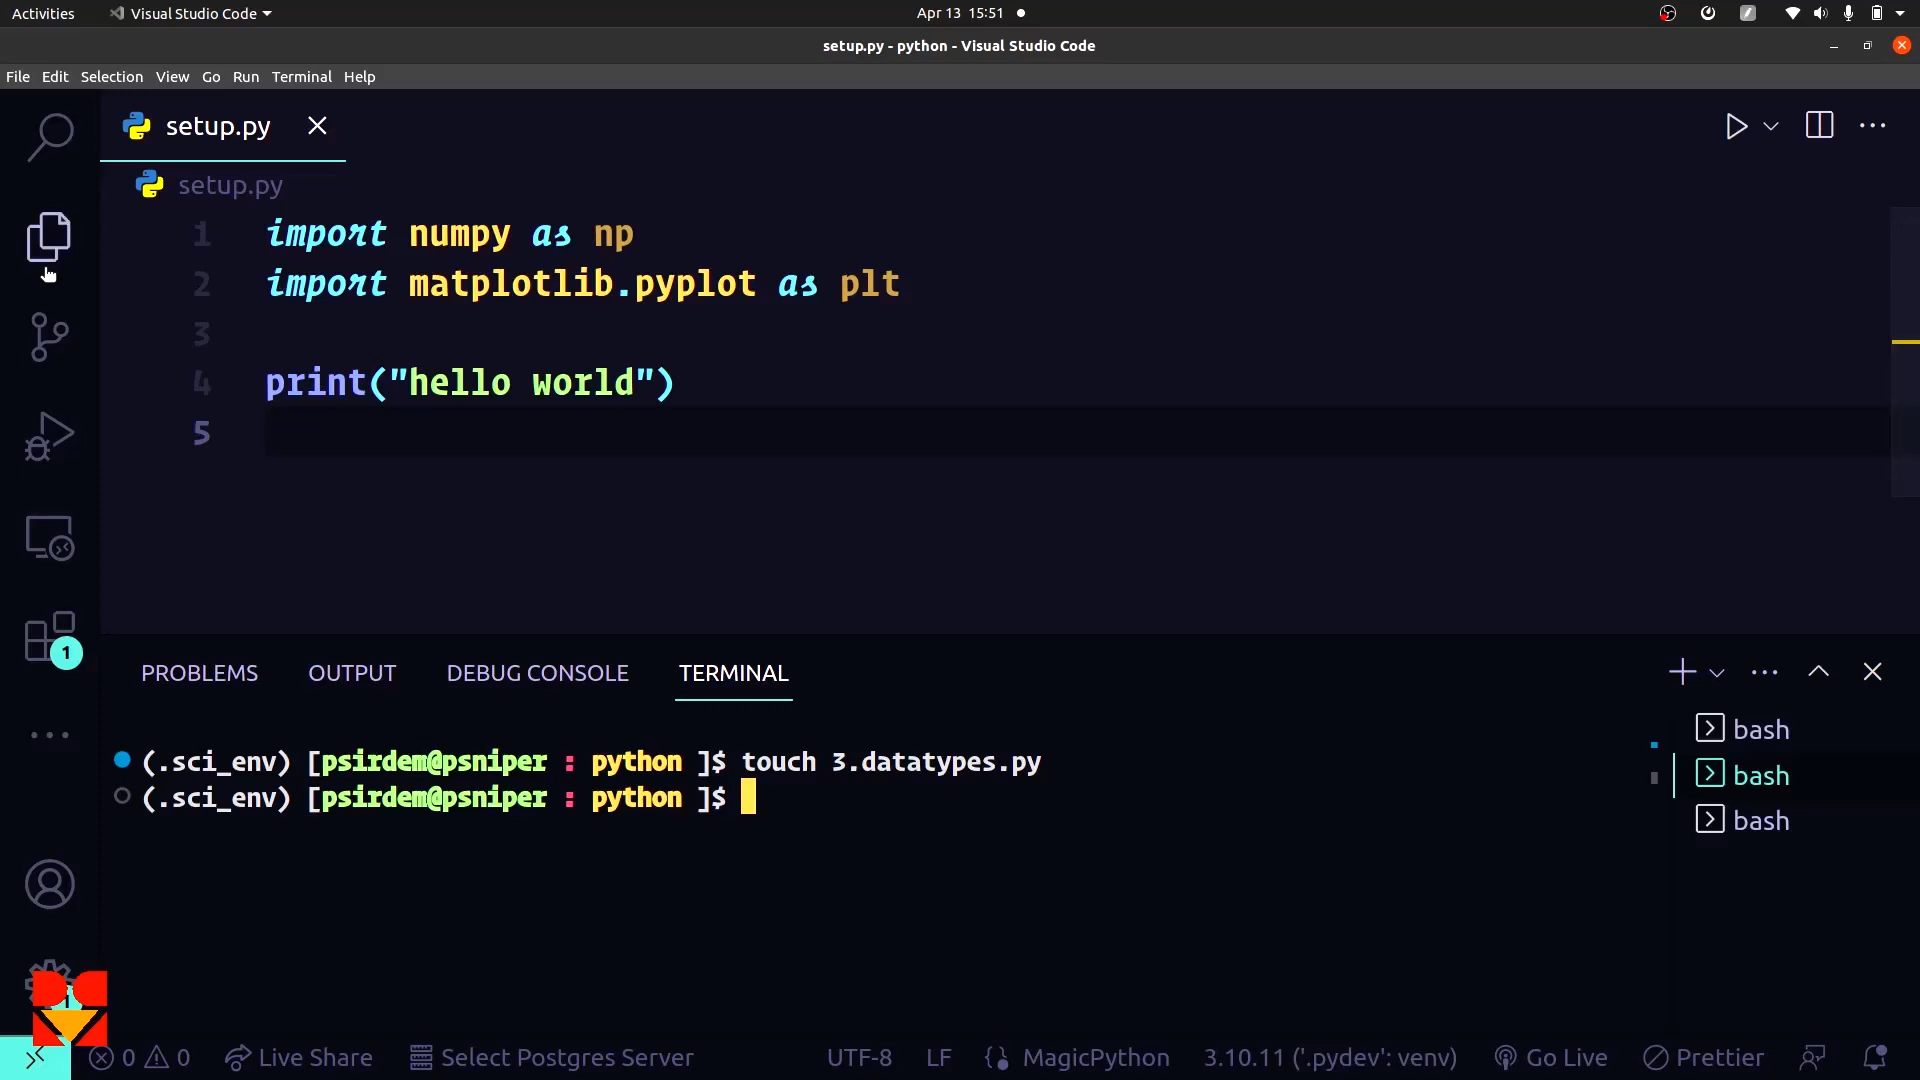 Activities Visual Studio Code Apr 13 15:51
setup.py - python - Visual Studio Code
File Edit Selection View Go Run Terminal Help
setup.py
setup.py
1 import numpy as np
2 import matplotlib.pyplot as plt
3
4 print("hello world")
5
1
PROBLEMS OUTPUT DEBUG CONSOLE TERMINAL
bash
(.sci_env) [psirdem@psniper : python ]$ touch 3.datatypes.py
bash
(.sci_env) [psirdem@psniper : python ]$
bash
0 0 Live Share Select Postgres Server UTF-8 LF MagicPython 3.10.11 ('.pydev': venv) Go Live Prettier